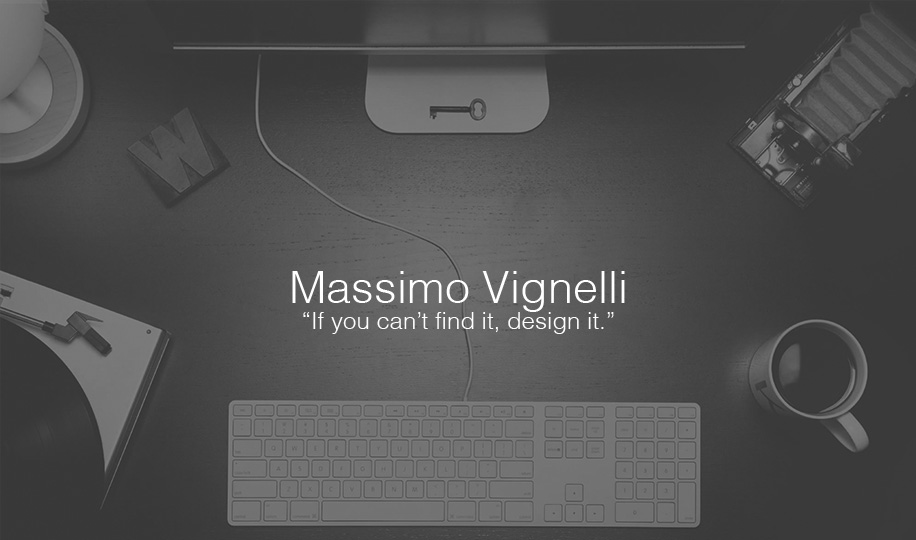 W
Massimo Vignelli
“If you can’t find it, design it.”